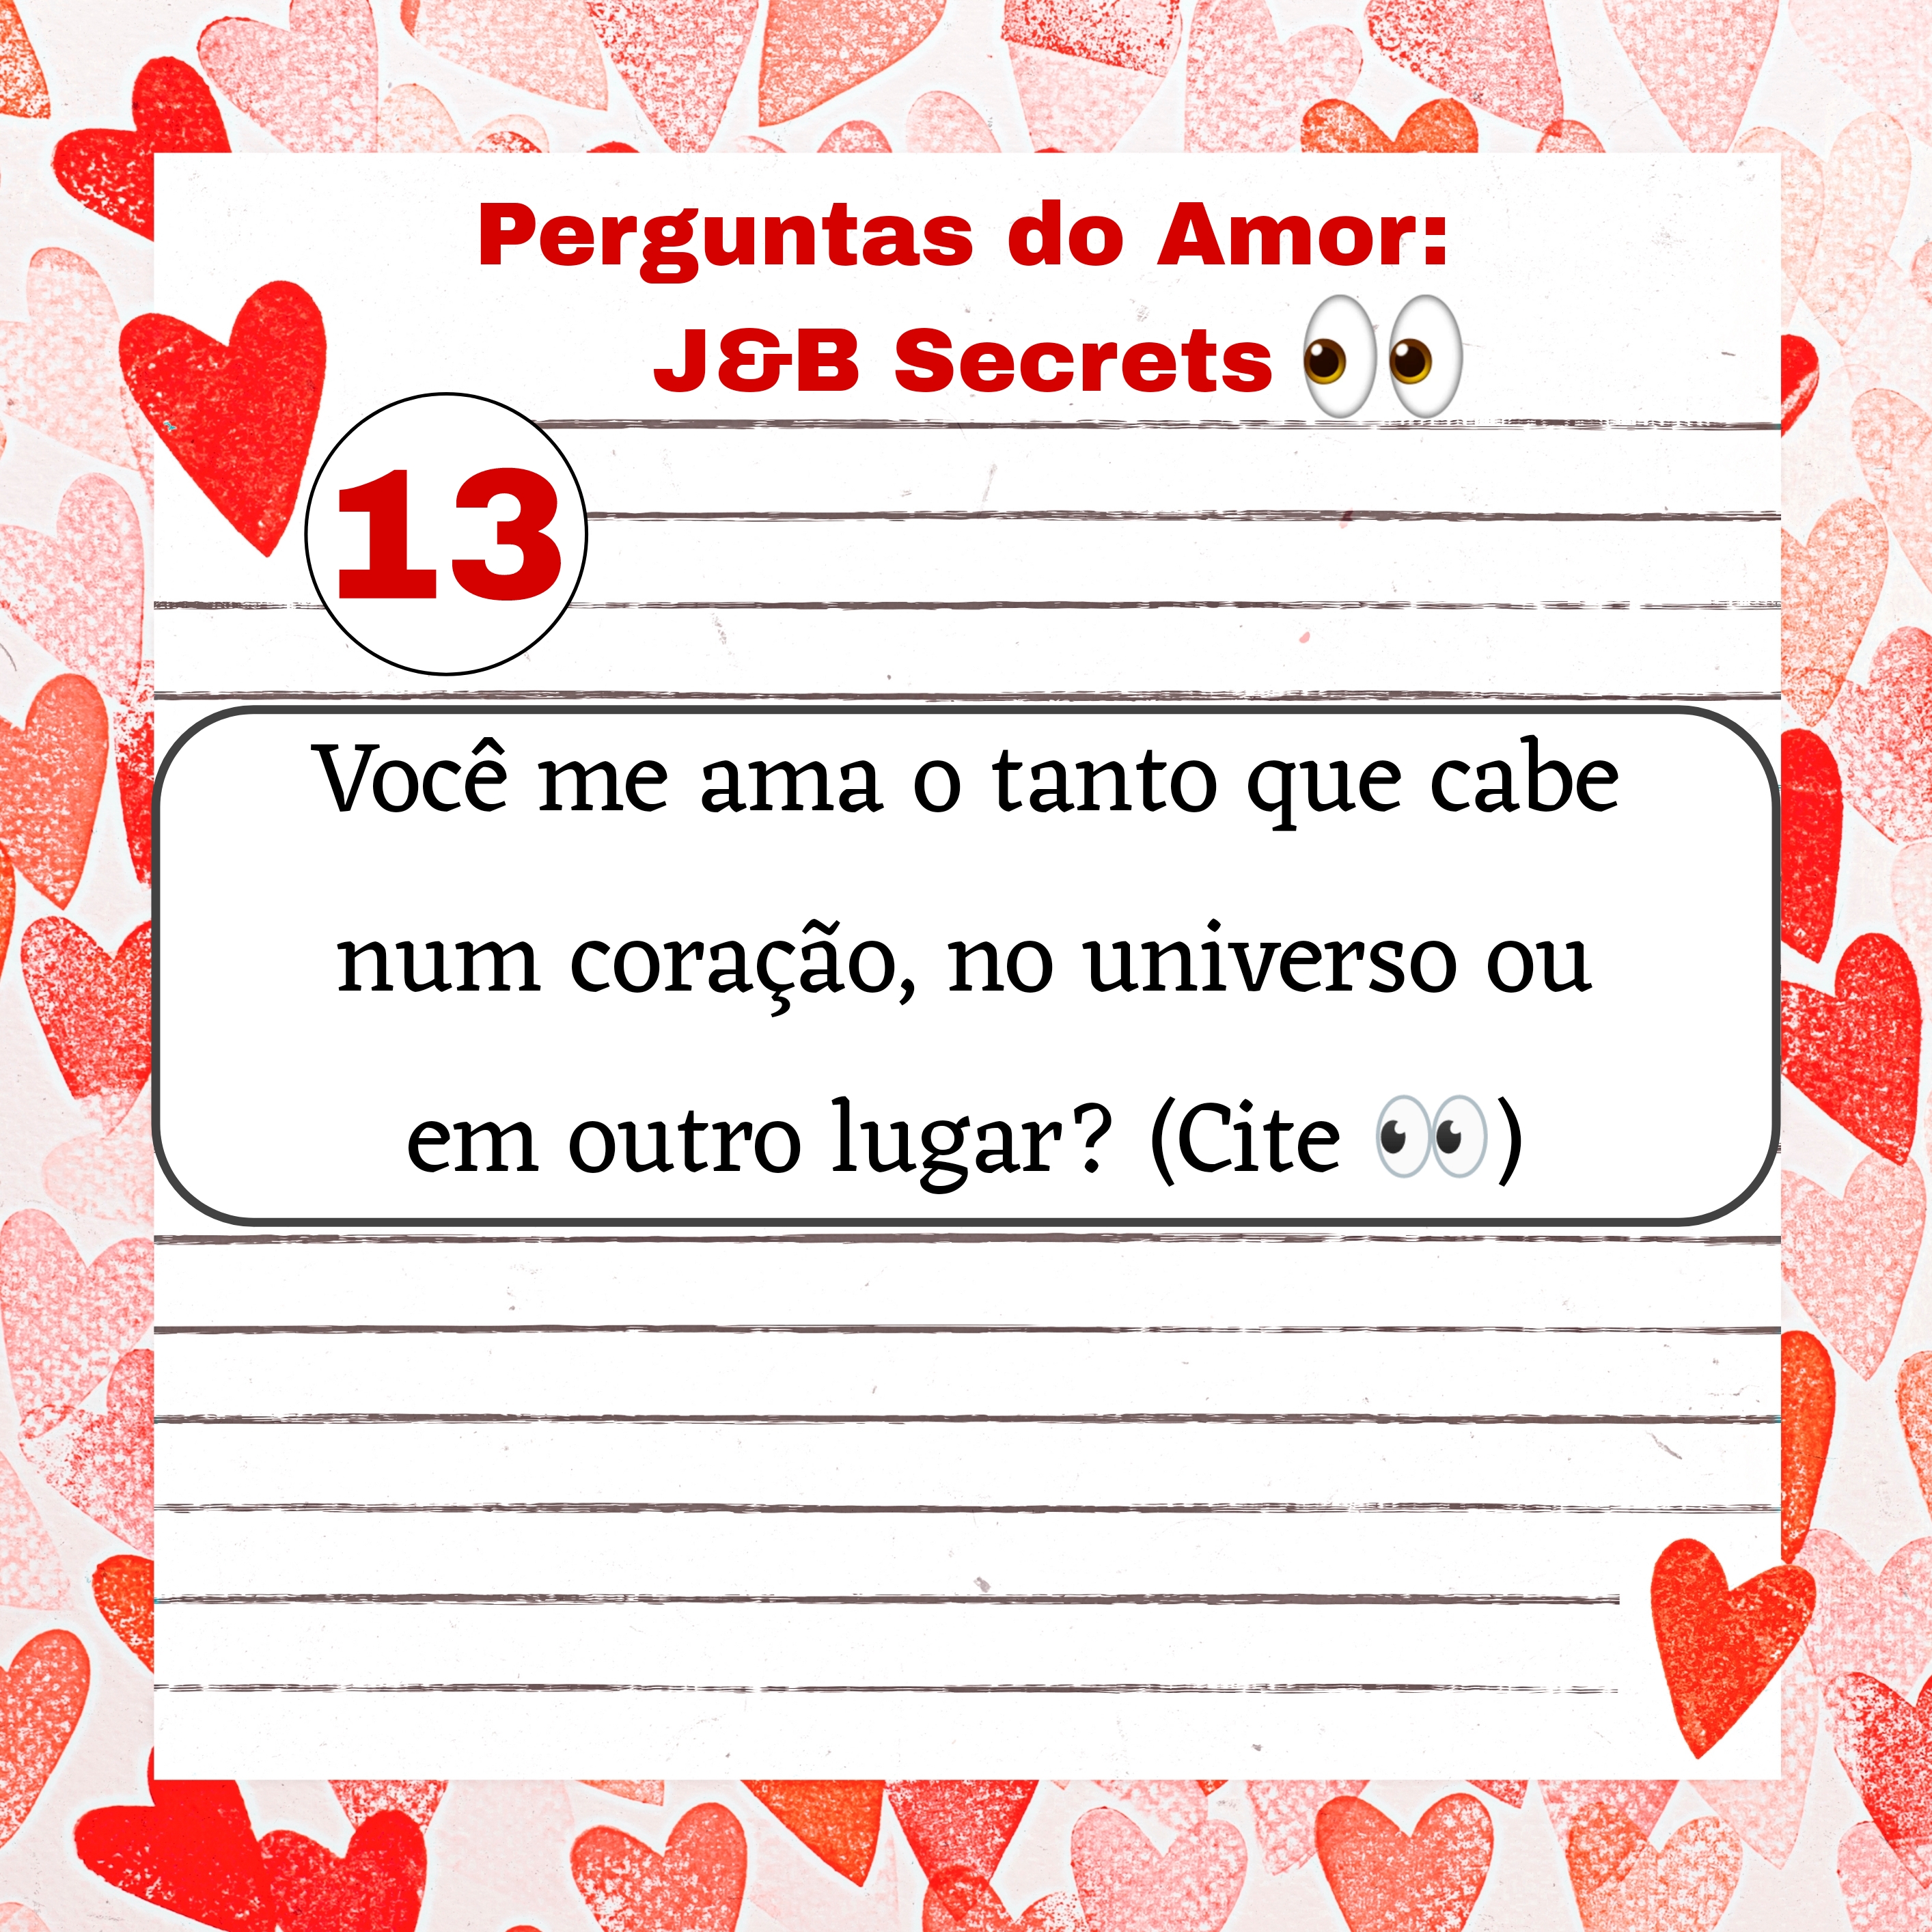 Perguntas do Amor:
J&B Secrets 👀
13
Você me ama o tanto que cabe
num coração, no universo ou
em outro lugar? (Cite 👀)